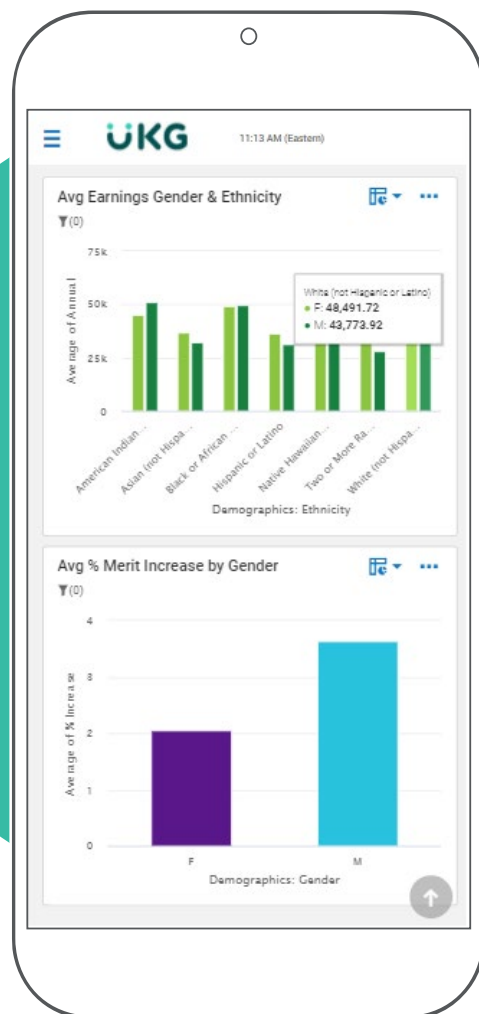 UKG
11:13 AM (Eastern)
Avg Earnings Gender & Ethnicity
(0)
75k
50k
25k
0
Average of Annual
White (not Hispanic or Latino)
F: 48,491.72
M: 43,773.92
American Indian...
Asian (not Hispa...
Black or African ...
Hispanic or Latino
Native Hawaiian...
Two or More Ra...
White (not Hispa...
Demographics: Ethnicity
Avg % Merit Increase by Gender
(0)
4
3
2
1
0
Average of % Increase
F
M
Demographics: Gender